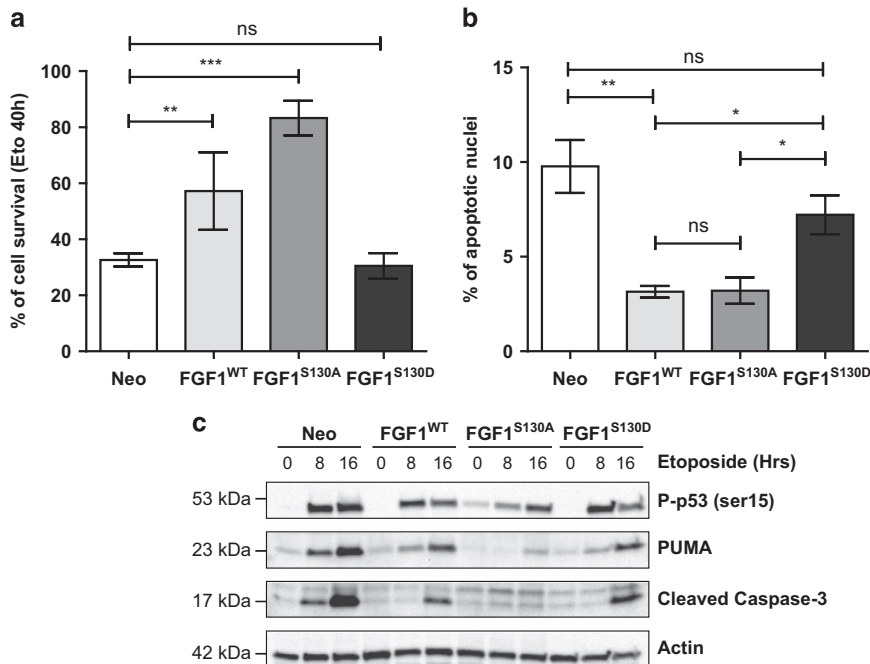 a
ns
***
**
100
80
60
40
20
0
% of cell survival (Eto 40h)
Neo FGF1WT FGF1S130A FGF1S130D
b
ns
**
*
*
ns
15
10
5
0
% of apoptotic nuclei
Neo FGF1WT FGF1S130A FGF1S130D
c
Neo FGF1WT FGF1S130A FGF1S130D
0 8 16 0 8 16 0 8 16 0 8 16 Etoposide (Hrs)
53 kDa P-p53 (ser15)
23 kDa PUMA
17 kDa Cleaved Caspase-3
42 kDa Actin